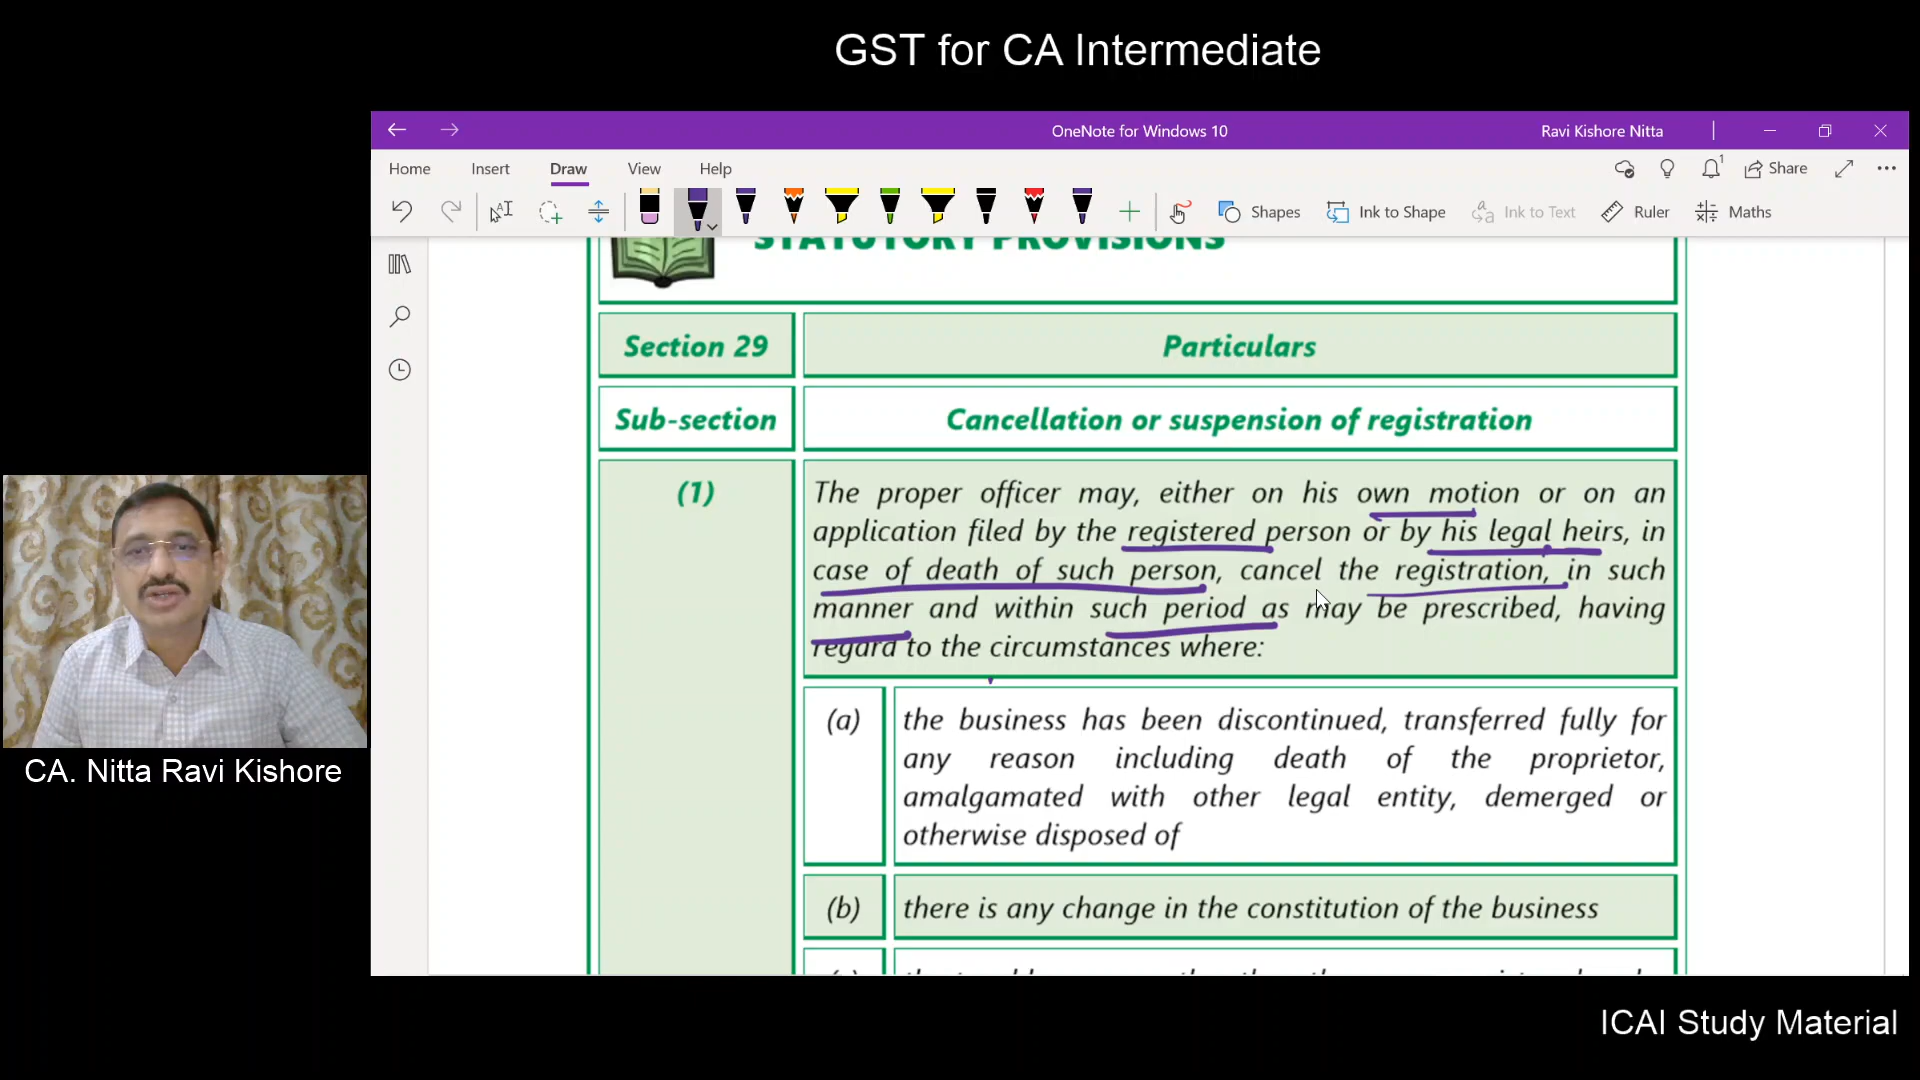 GST for CA Intermediate
OneNote for Windows 10
Ravi Kishore Nitta
Home
Insert
Draw
View
Help
1
Share
Shapes
Ink to Shape
Ink to Text
Ruler
Maths
STATUTORY PROVISIONS
Section 29
Particulars
Sub-section
Cancellation or suspension of registration
(1)
The proper officer may, either on his own motion or on an
application filed by the registered person or by his legal heirs, in
case of death of such person, cancel the registration, in such
manner and within such period as may be prescribed, having
regard to the circumstances where:
(a)
the business has been discontinued, transferred fully for
any reason including death of the proprietor,
amalgamated with other legal entity, demerged or
otherwise disposed of
(b)
there is any change in the constitution of the business
CA. Nitta Ravi Kishore
ICAI Study Material